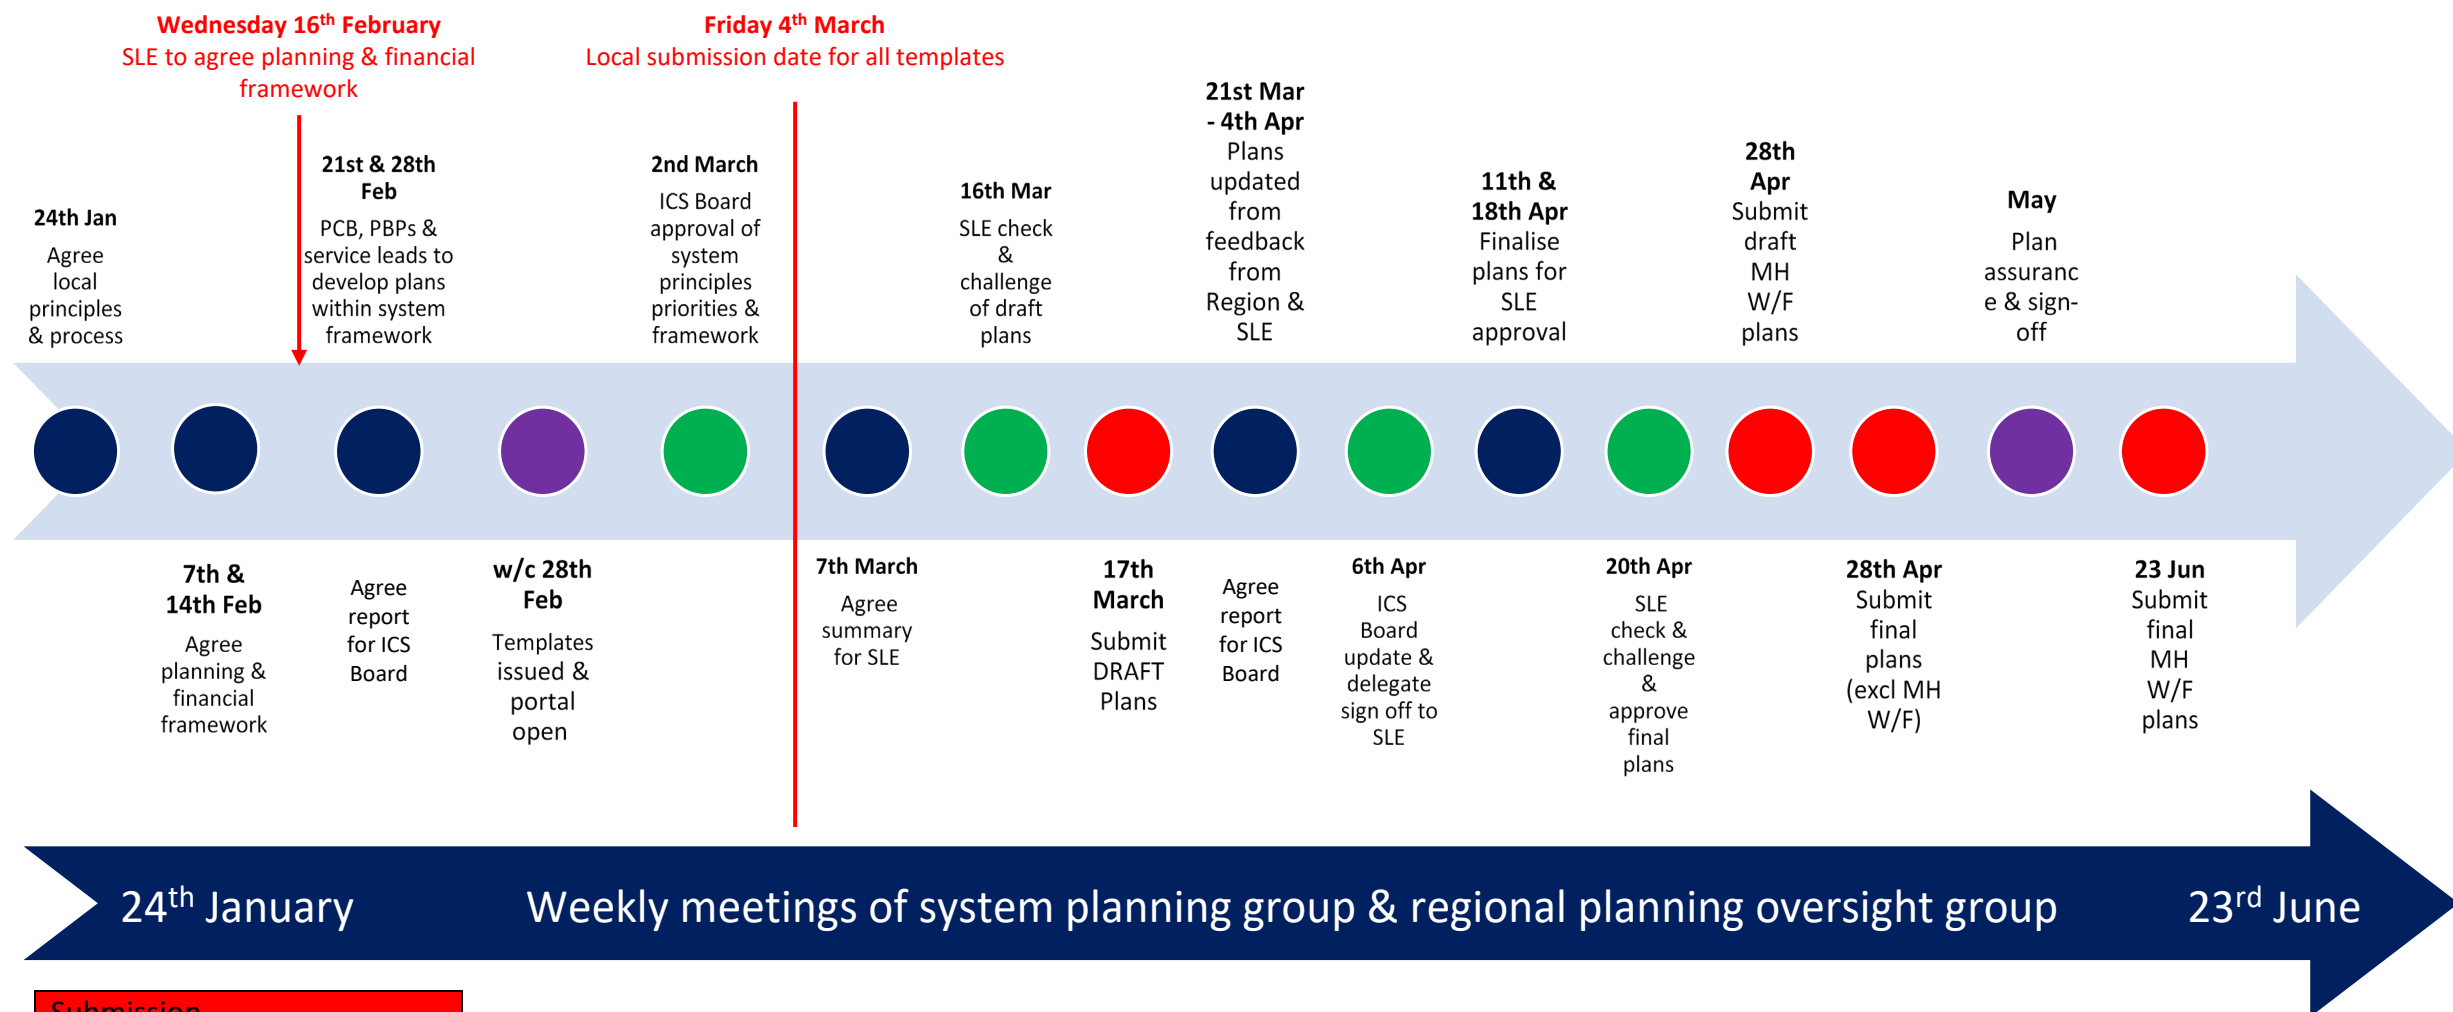 Wednesday 16th February
SLE to agree planning & financial
framework
Friday 4th March
Local submission date for all templates
24th Jan
Agree
local
principles
& process
21st & 28th
Feb
PCB, PBPs &
service leads to
develop plans
within system
framework
2nd March
ICS Board
approval of
system
principles
priorities &
framework
16th Mar
SLE check
&
challenge
of draft
plans
21st Mar
- 4th Apr
Plans
updated
from
feedback
from
Region &
SLE
11th &
18th Apr
Finalise
plans for
SLE
approval
28th
Apr
Submit
draft
MH
W/F
plans
May
Plan
assuranc
e & sign-
off
7th &
14th Feb
Agree
planning &
financial
framework
Agree
report
for ICS
Board
w/c 28th
Feb
Templates
issued &
portal
open
7th March
Agree
summary
for SLE
17th
March
Submit
DRAFT
Plans
Agree
report
for ICS
Board
6th Apr
ICS
Board
update &
delegate
sign off to
SLE
20th Apr
SLE
check &
challenge
&
approve
final
plans
28th Apr
Submit
final
plans
(excl MH
W/F)
23 Jun
Submit
final
MH
W/F
plans
24th January
Weekly meetings of system planning group & regional planning oversight group
23rd June
Submission